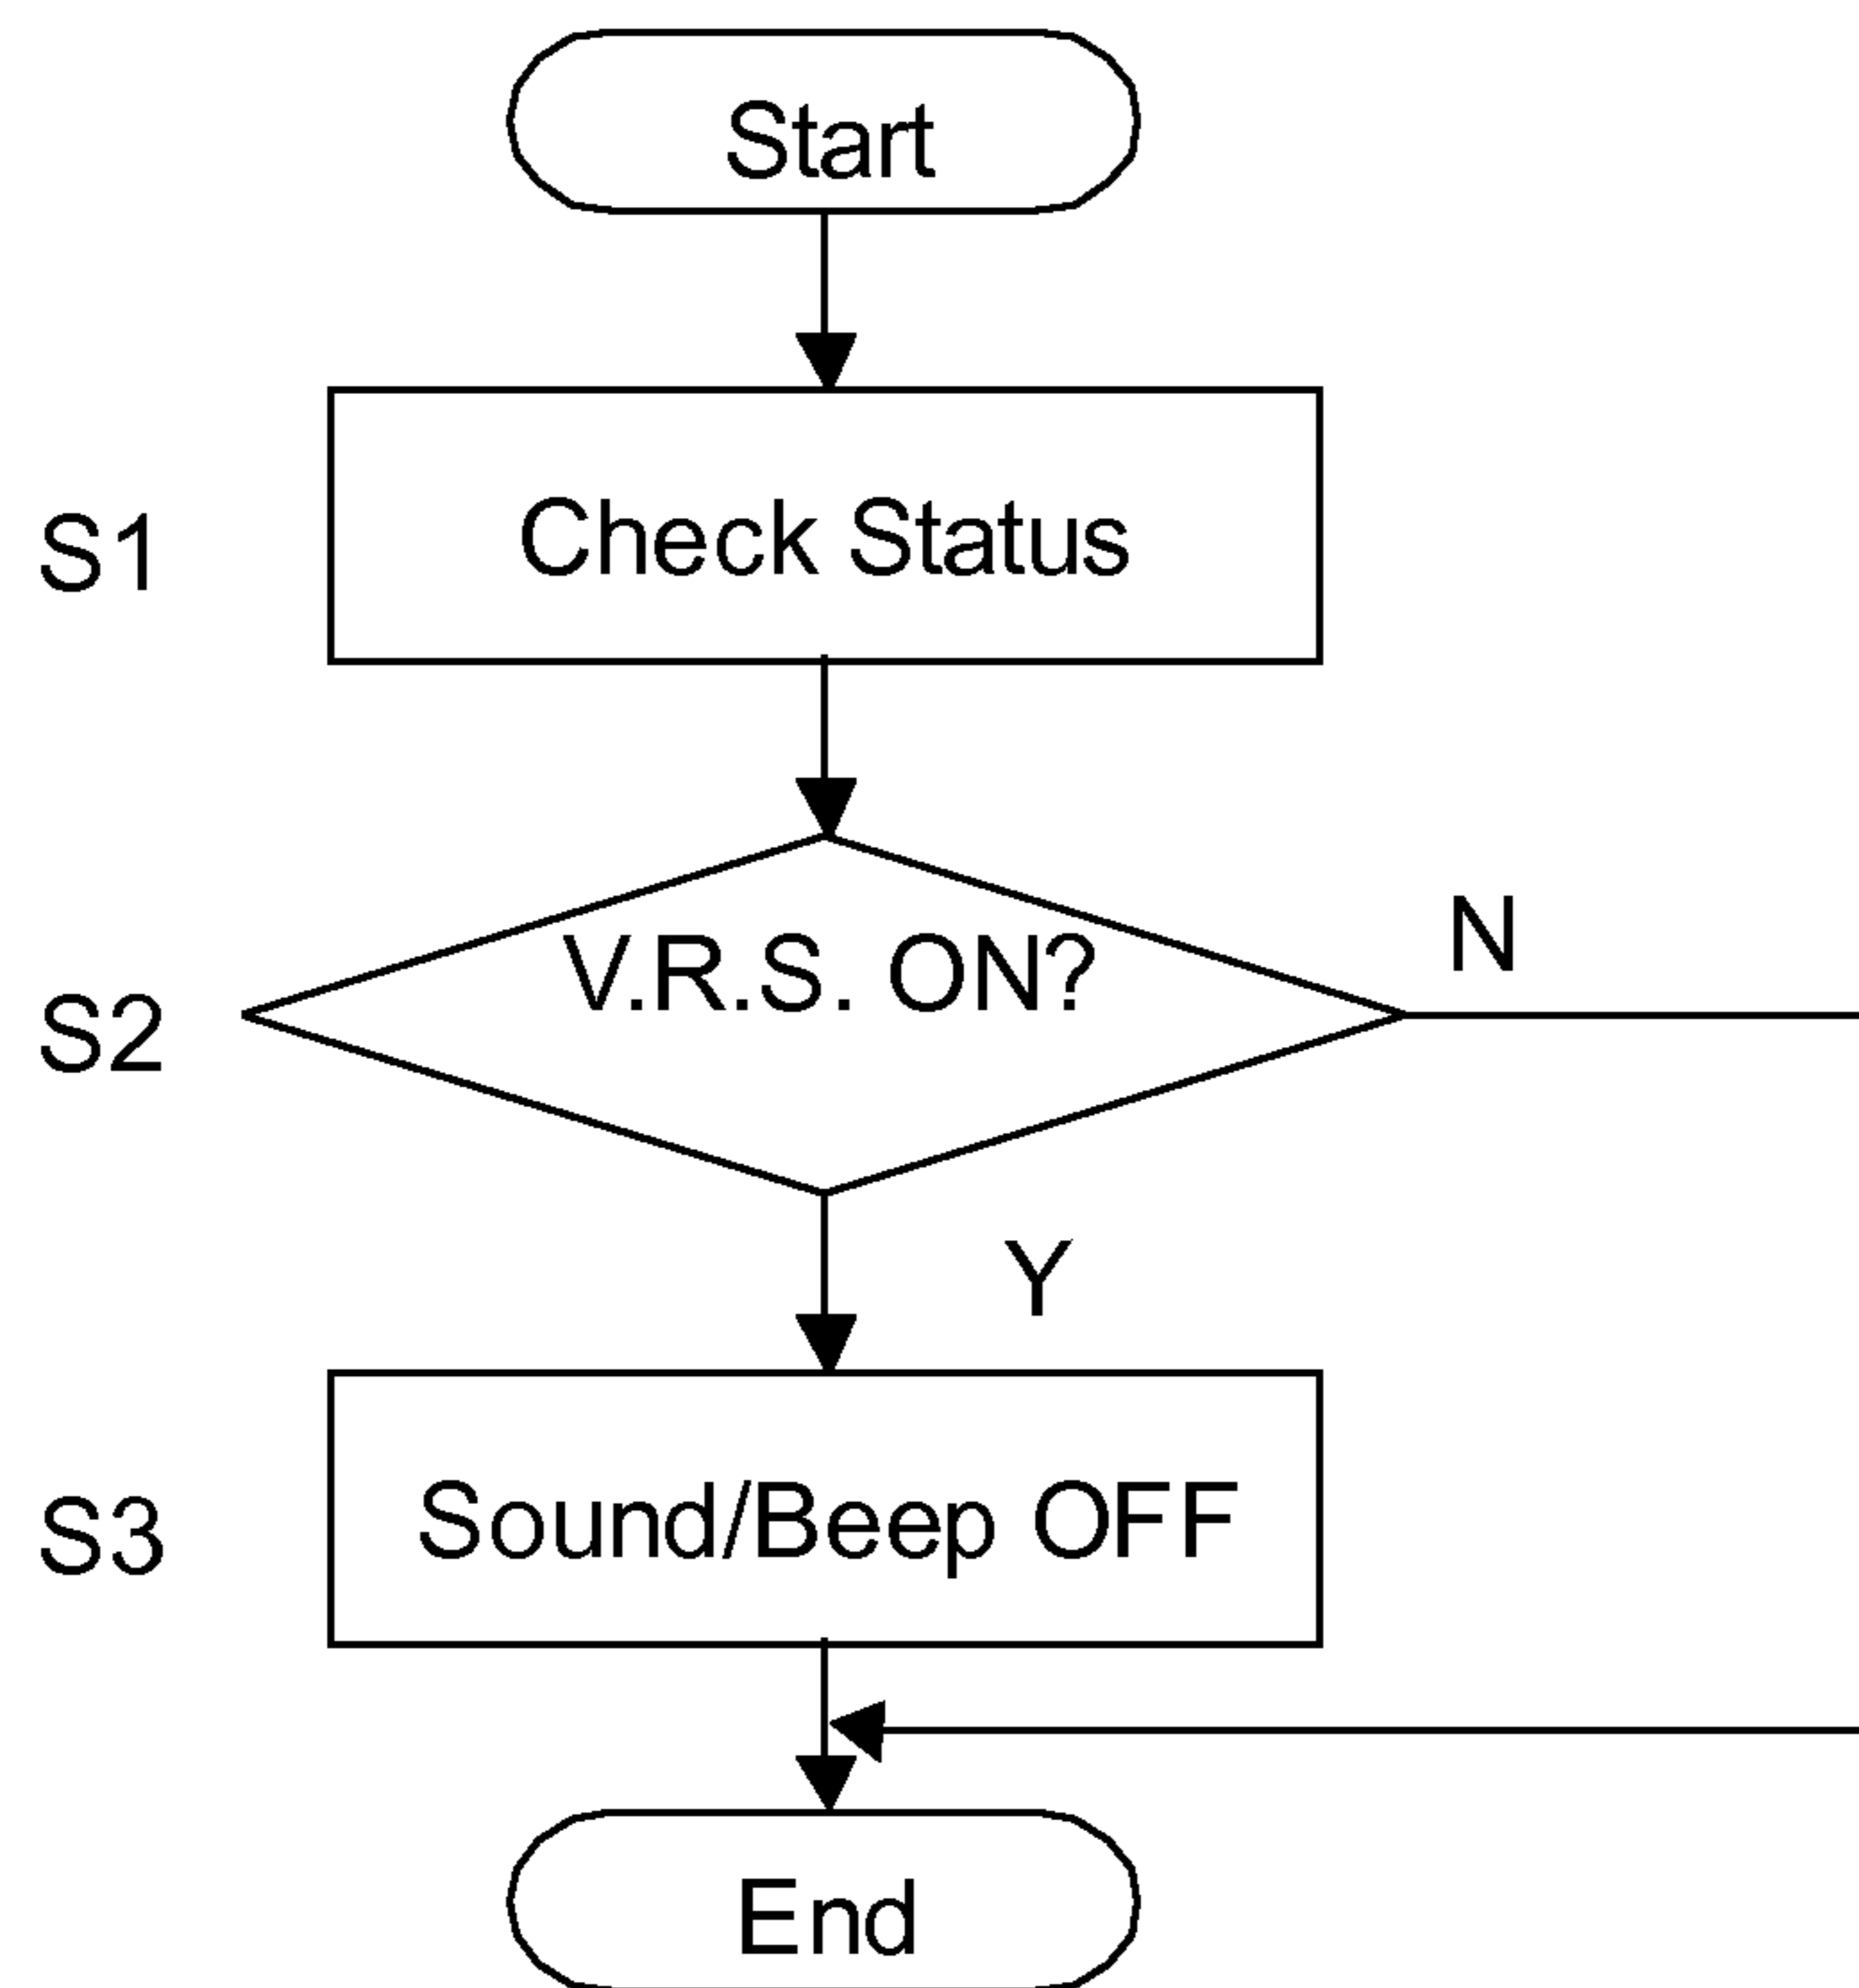 Start
S1
Check Status
V.R.S. ON?
N
S2
Y
S3
Sound/Beep OFF
End